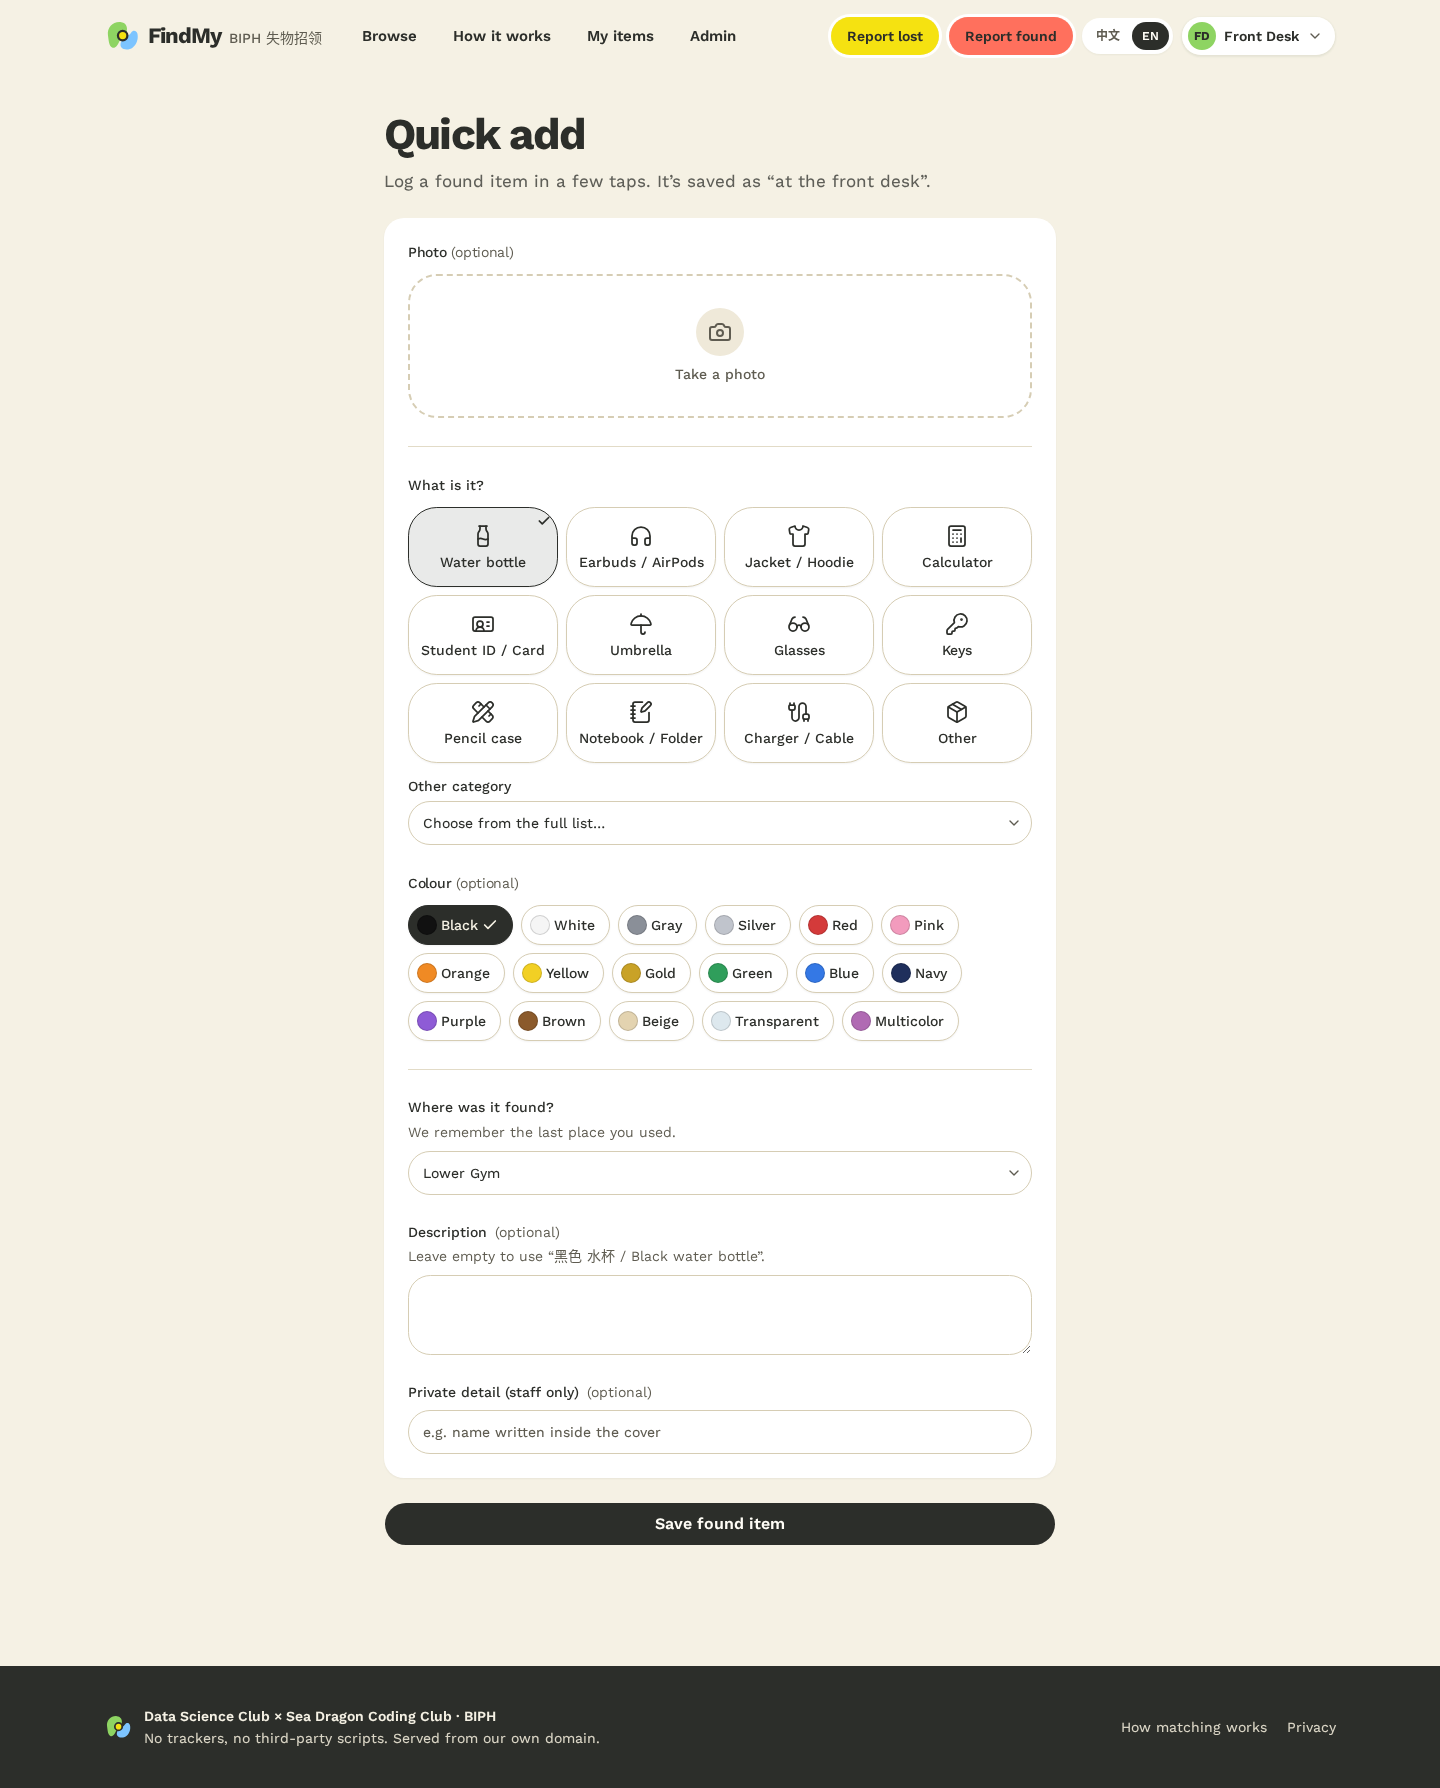 FindMy BIPH 失物招领
Browse
How it works
My items
Admin
Report lost
Report found
中文
EN
FD
Front Desk
Quick add
Log a found item in a few taps. It’s saved as “at the front desk”.
Photo (optional)
Take a photo
What is it?
Water bottle
Earbuds / AirPods
Jacket / Hoodie
Calculator
Student ID / Card
Umbrella
Glasses
Keys
Pencil case
Notebook / Folder
Charger / Cable
Other
Other category
Choose from the full list...
Colour (optional)
Black
White
Gray
Silver
Red
Pink
Orange
Yellow
Gold
Green
Blue
Navy
Purple
Brown
Beige
Transparent
Multicolor
Where was it found?
We remember the last place you used.
Lower Gym
Description (optional)
Leave empty to use “黑色 水杯 / Black water bottle”.
Private detail (staff only) (optional)
e.g. name written inside the cover
Save found item
Data Science Club × Sea Dragon Coding Club · BIPH
No trackers, no third-party scripts. Served from our own domain.
How matching works
Privacy